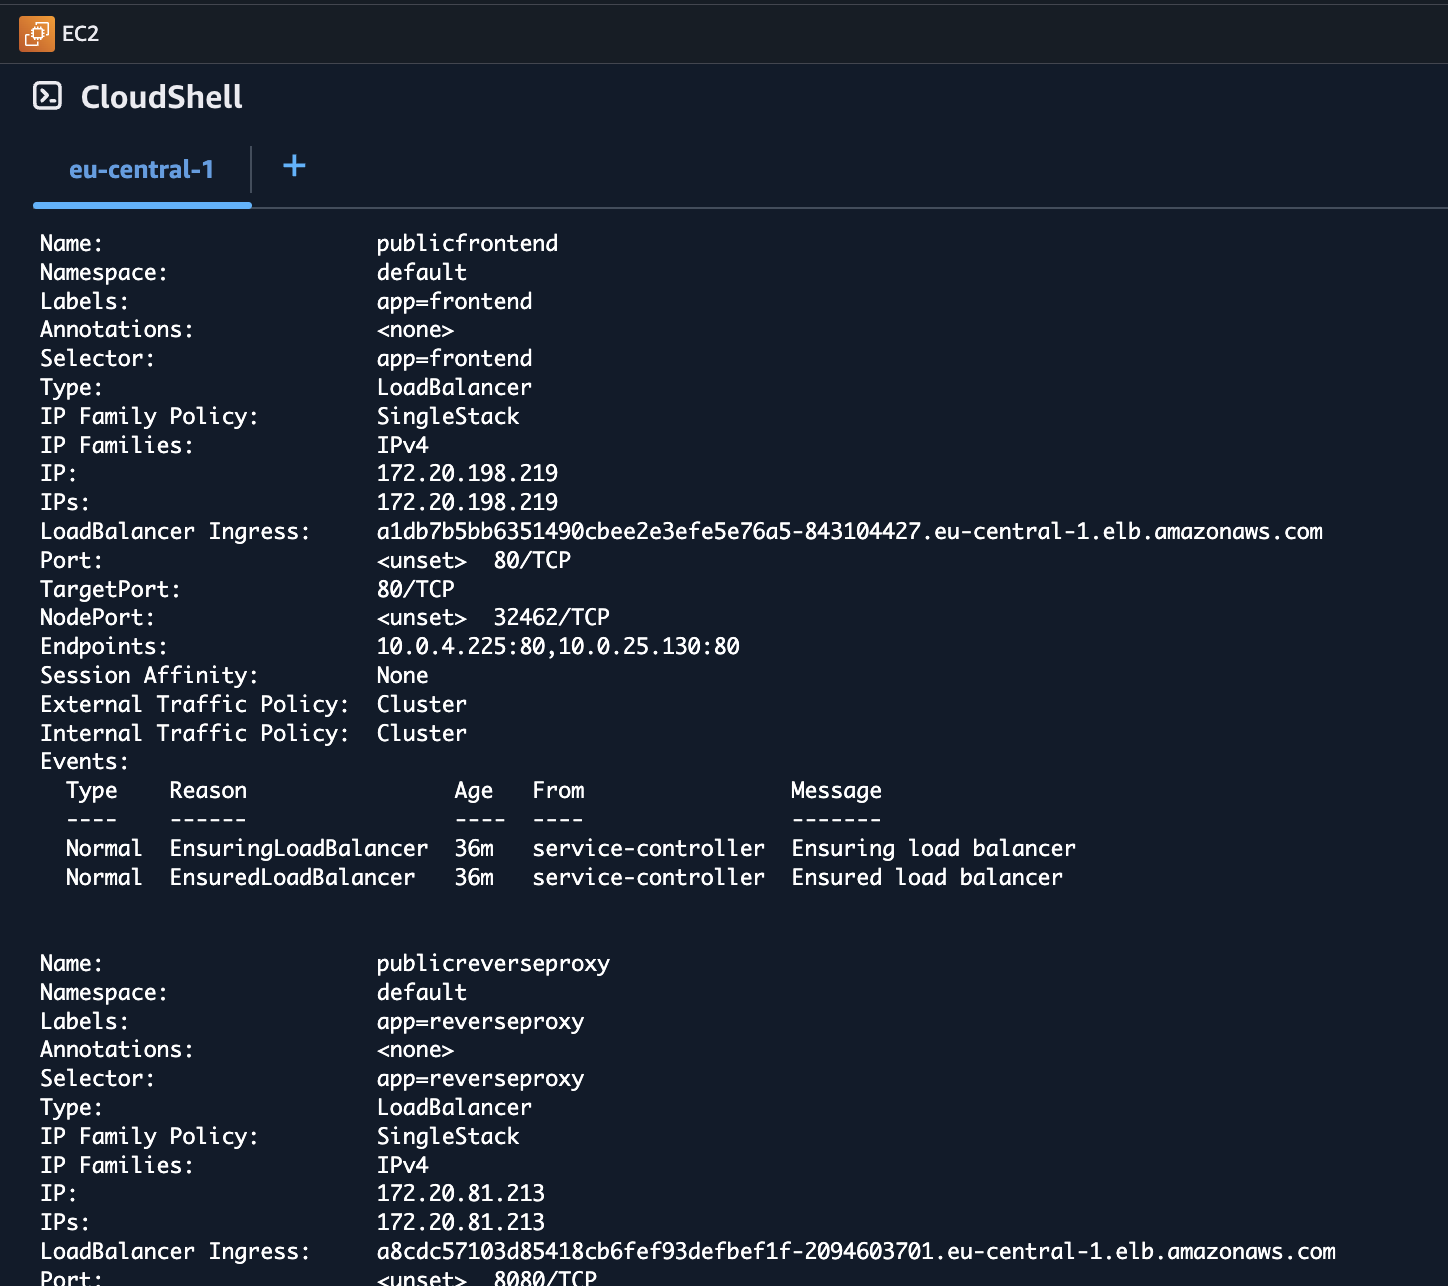 EC2
CloudShell
eu-central-1 +
Name: publicfrontend
Namespace: default
Labels: app=frontend
Annotations: <none>
Selector: app=frontend
Type: LoadBalancer
IP Family Policy: SingleStack
IP Families: IPv4
IP: 172.20.198.219
IPs: 172.20.198.219
LoadBalancer Ingress: a1db7b5bb6351490cbee2e3efe5e76a5-843104427.eu-central-1.elb.amazonaws.com
Port: <unset> 80/TCP
TargetPort: 80/TCP
NodePort: <unset> 32462/TCP
Endpoints: 10.0.4.225:80,10.0.25.130:80
Session Affinity: None
External Traffic Policy: Cluster
Internal Traffic Policy: Cluster
Events:
Type Reason Age From Message
---- ------ ---- ---- -------
Normal EnsuringLoadBalancer 36m service-controller Ensuring load balancer
Normal EnsuredLoadBalancer 36m service-controller Ensured load balancer
Name: publicreverseproxy
Namespace: default
Labels: app=reverseproxy
Annotations: <none>
Selector: app=reverseproxy
Type: LoadBalancer
IP Family Policy: SingleStack
IP Families: IPv4
IP: 172.20.81.213
IPs: 172.20.81.213
LoadBalancer Ingress: a8cdc57103d85418cb6fef93defbef1f-2094603701.eu-central-1.elb.amazonaws.com
Port: <unset> 8080/TCP